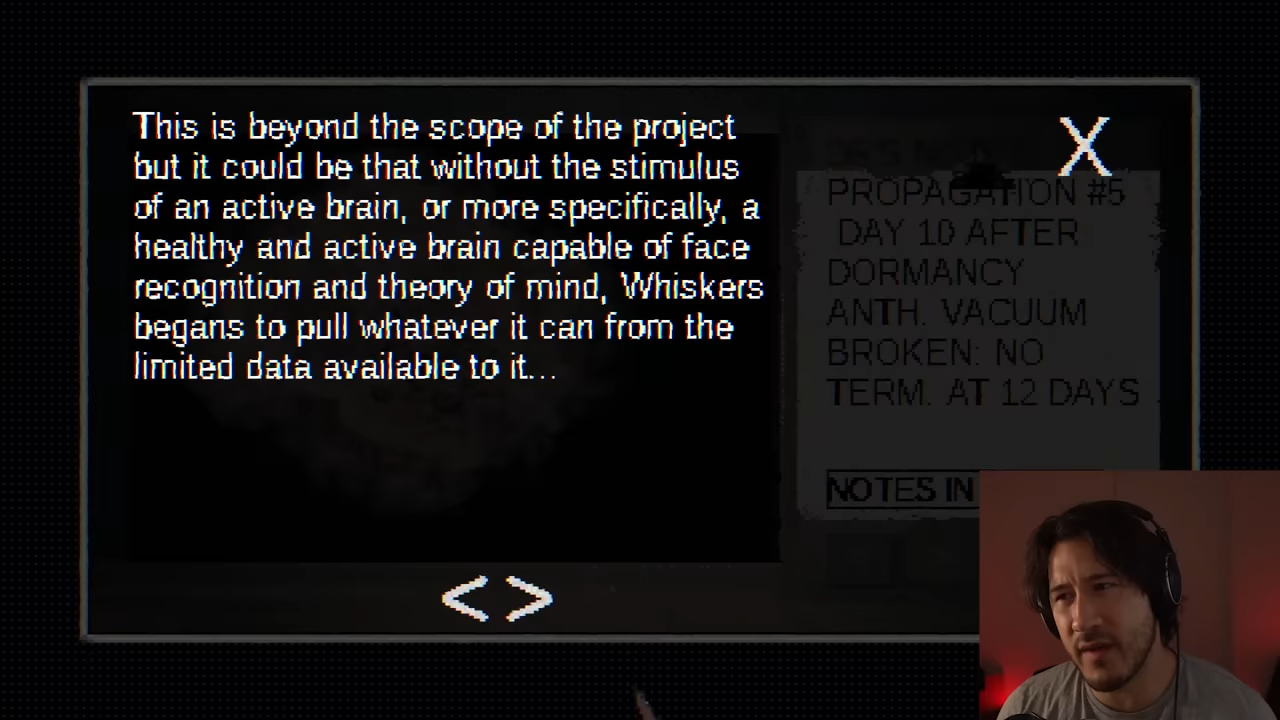 This is beyond the scope of the project
but it could be that without the stimulus
of an active brain, or more specifically, a
healthy and active brain capable of face
recognition and theory of mind, Whiskers
begans to pull whatever it can from the
limited data available to it...
X
PROPAGATION #5
DAY 10 AFTER
DORMANCY
ANTH. VACUUM
BROKEN: NO
TERM. AT 12 DAYS
NOTES IN
< >